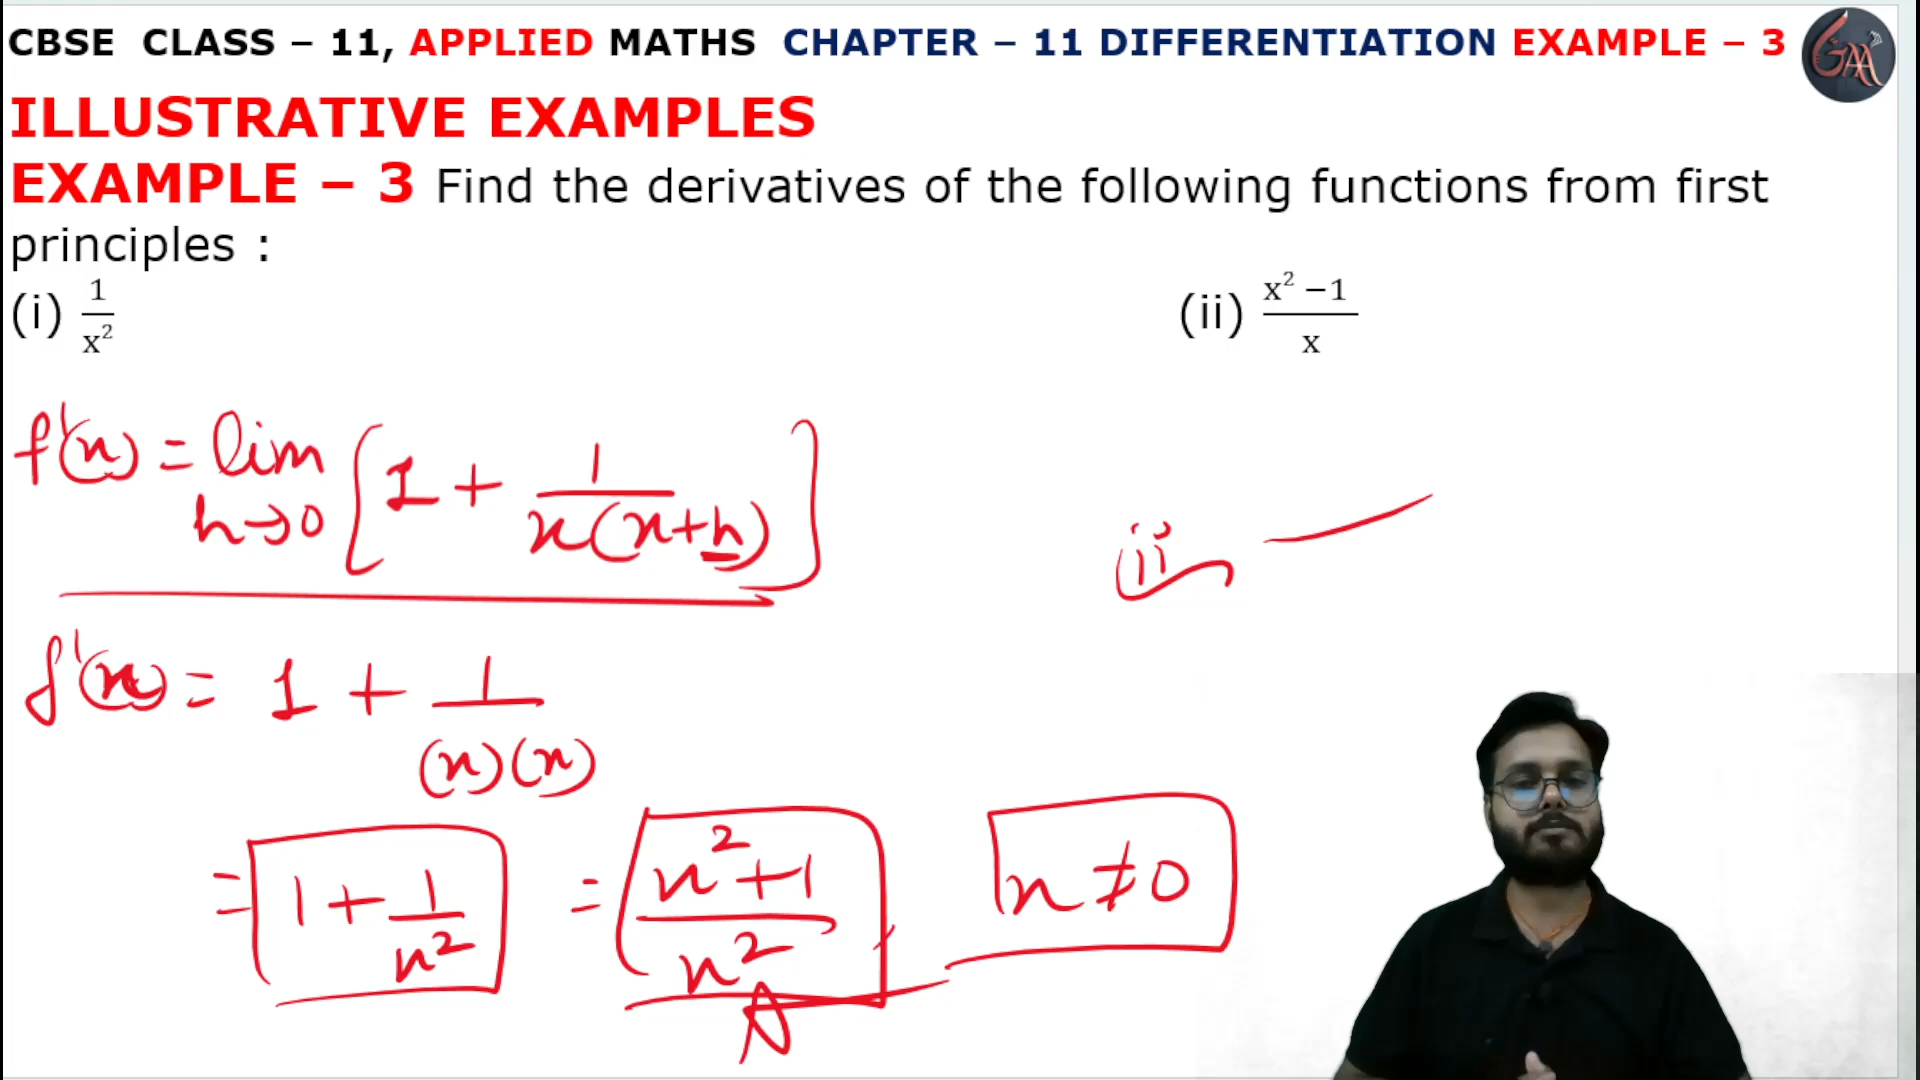 CBSE CLASS – 11, APPLIED MATHS CHAPTER – 11 DIFFERENTIATION EXAMPLE – 3
GAA
ILLUSTRATIVE EXAMPLES
EXAMPLE – 3 Find the derivatives of the following functions from first
principles :
(i) 1/x² (ii) (x² – 1)/x
f'(x) = lim h→0 [1 + 1/(x(x+h))]
(ii)
f'(x) = 1 + 1/((x)(x))
= 1 + 1/x² = (x²+1)/x², x ≠ 0